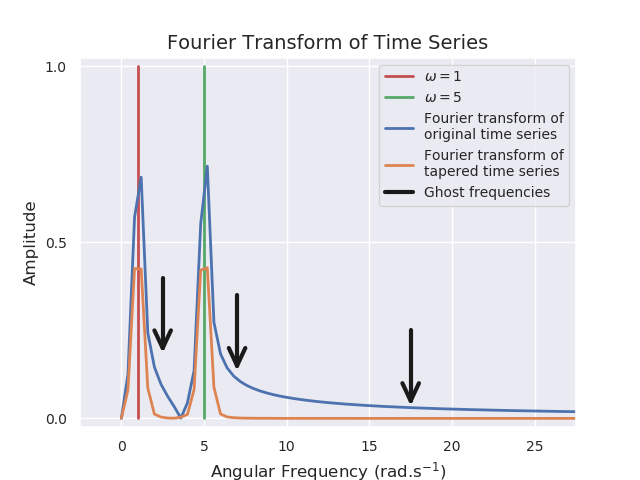 Fourier Transform of Time Series
ω = 1
ω = 5
Fourier transform of
original time series
Fourier transform of
tapered time series
Ghost frequencies
Amplitude
1.0
0.5
0.0
0
5
10
15
20
25
Angular Frequency (rad.s⁻¹)